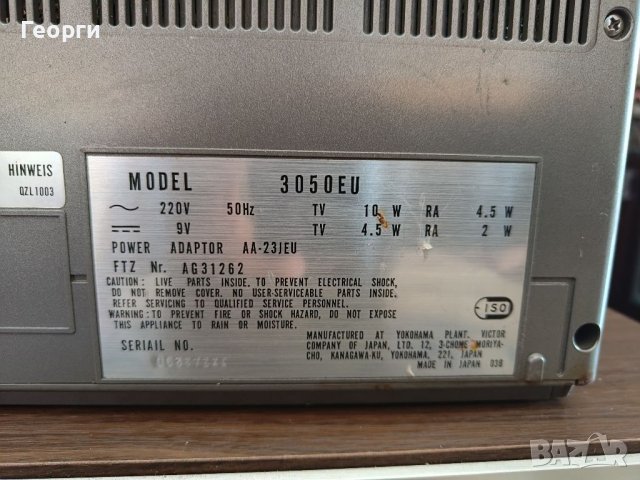 Георги
HINWEIS
QZL1003
MODEL 3050EU
220V 50Hz TV 10 W RA 4.5 W
9V TV 4.5 W RA 2 W
POWER ADAPTOR AA-23JEU
FTZ Nr. AG31262
CAUTION: LIVE PARTS INSIDE. TO PREVENT ELECTRICAL SHOCK,
DO NOT REMOVE COVER. NO USER-SERVICEABLE PARTS INSIDE.
REFER SERVICING TO QUALIFIED SERVICE PERSONNEL.
WARNING: TO PREVENT FIRE OR SHOCK HAZARD, DO NOT EXPOSE
THIS APPLIANCE TO RAIN OR MOISTURE.
ISO
SERIAIL NO.
MANUFACTURED AT YOKOHAMA PLANT. VICTOR
COMPANY OF JAPAN, LTD. 12, 3-CHOME MORIYA-
CHO, KANAGAWA-KU, YOKOHAMA, 221, JAPAN
MADE IN JAPAN 038
BAZAR